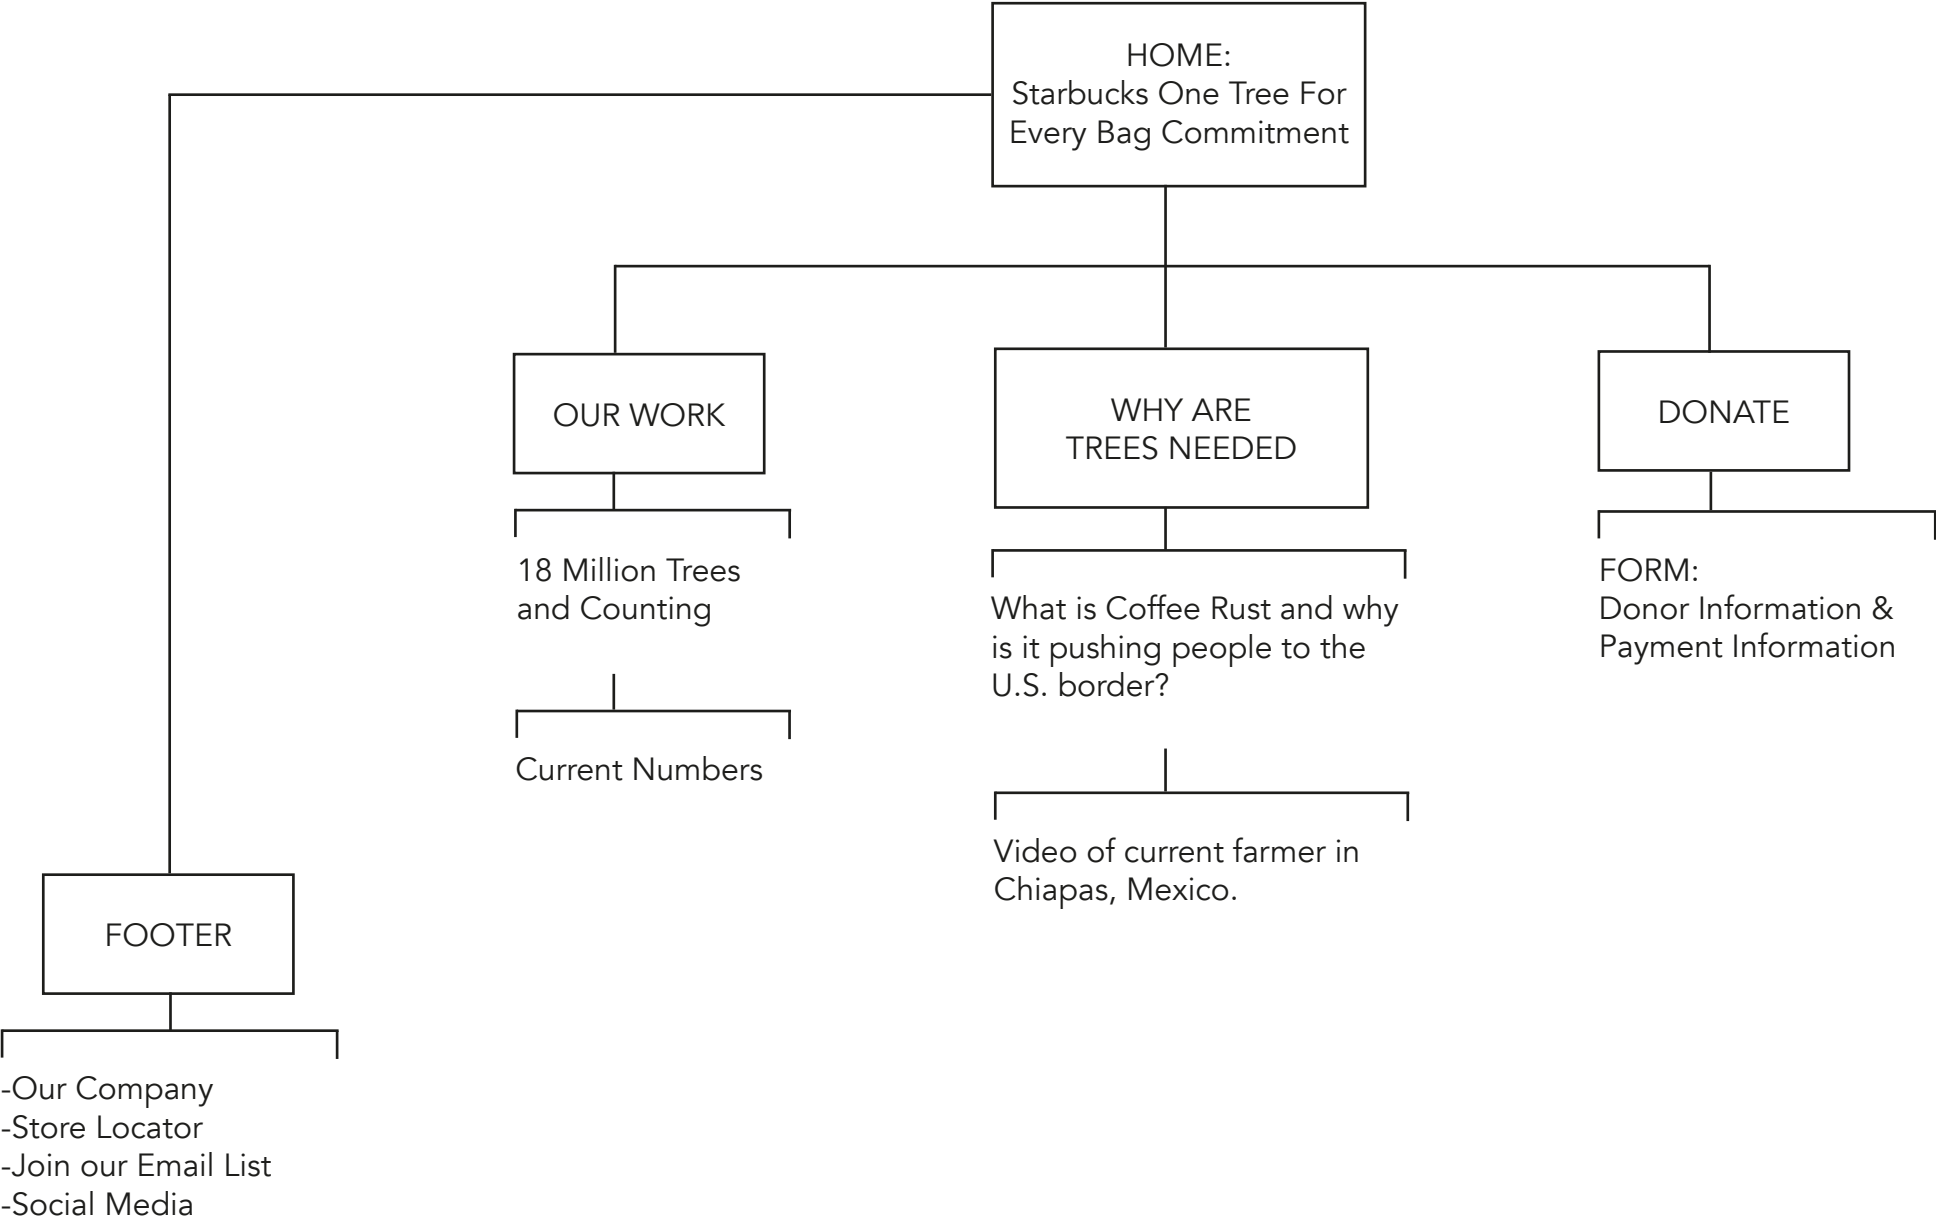 HOME:
Starbucks One Tree For
Every Bag Commitment
OUR WORK
18 Million Trees
and Counting
Current Numbers
WHY ARE
TREES NEEDED
What is Coffee Rust and why
is it pushing people to the
U.S. border?
Video of current farmer in
Chiapas, Mexico.
DONATE
FORM:
Donor Information &
Payment Information
FOOTER
-Our Company
-Store Locator
-Join our Email List
-Social Media